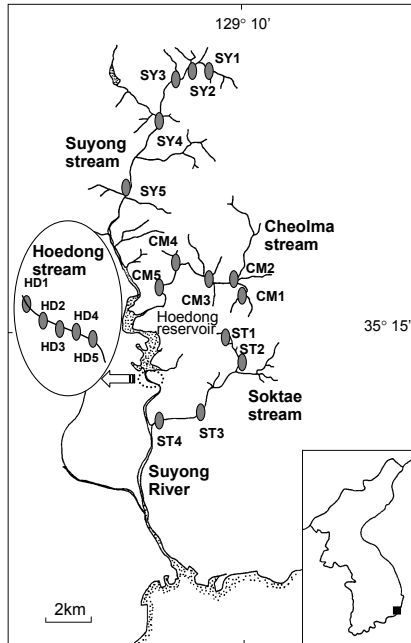 129° 10'
SY1
SY3
SY2
SY4
Suyong
stream
SY5
Cheolma
stream
CM4
Hoedong
stream
CM2
CM5
HD1
CM3
CM1
HD2
HD4
Hoedong
reservoir
ST1
35° 15'
HD3
ST2
HD5
Soktae
stream
ST3
ST4
Suyong
River
2km